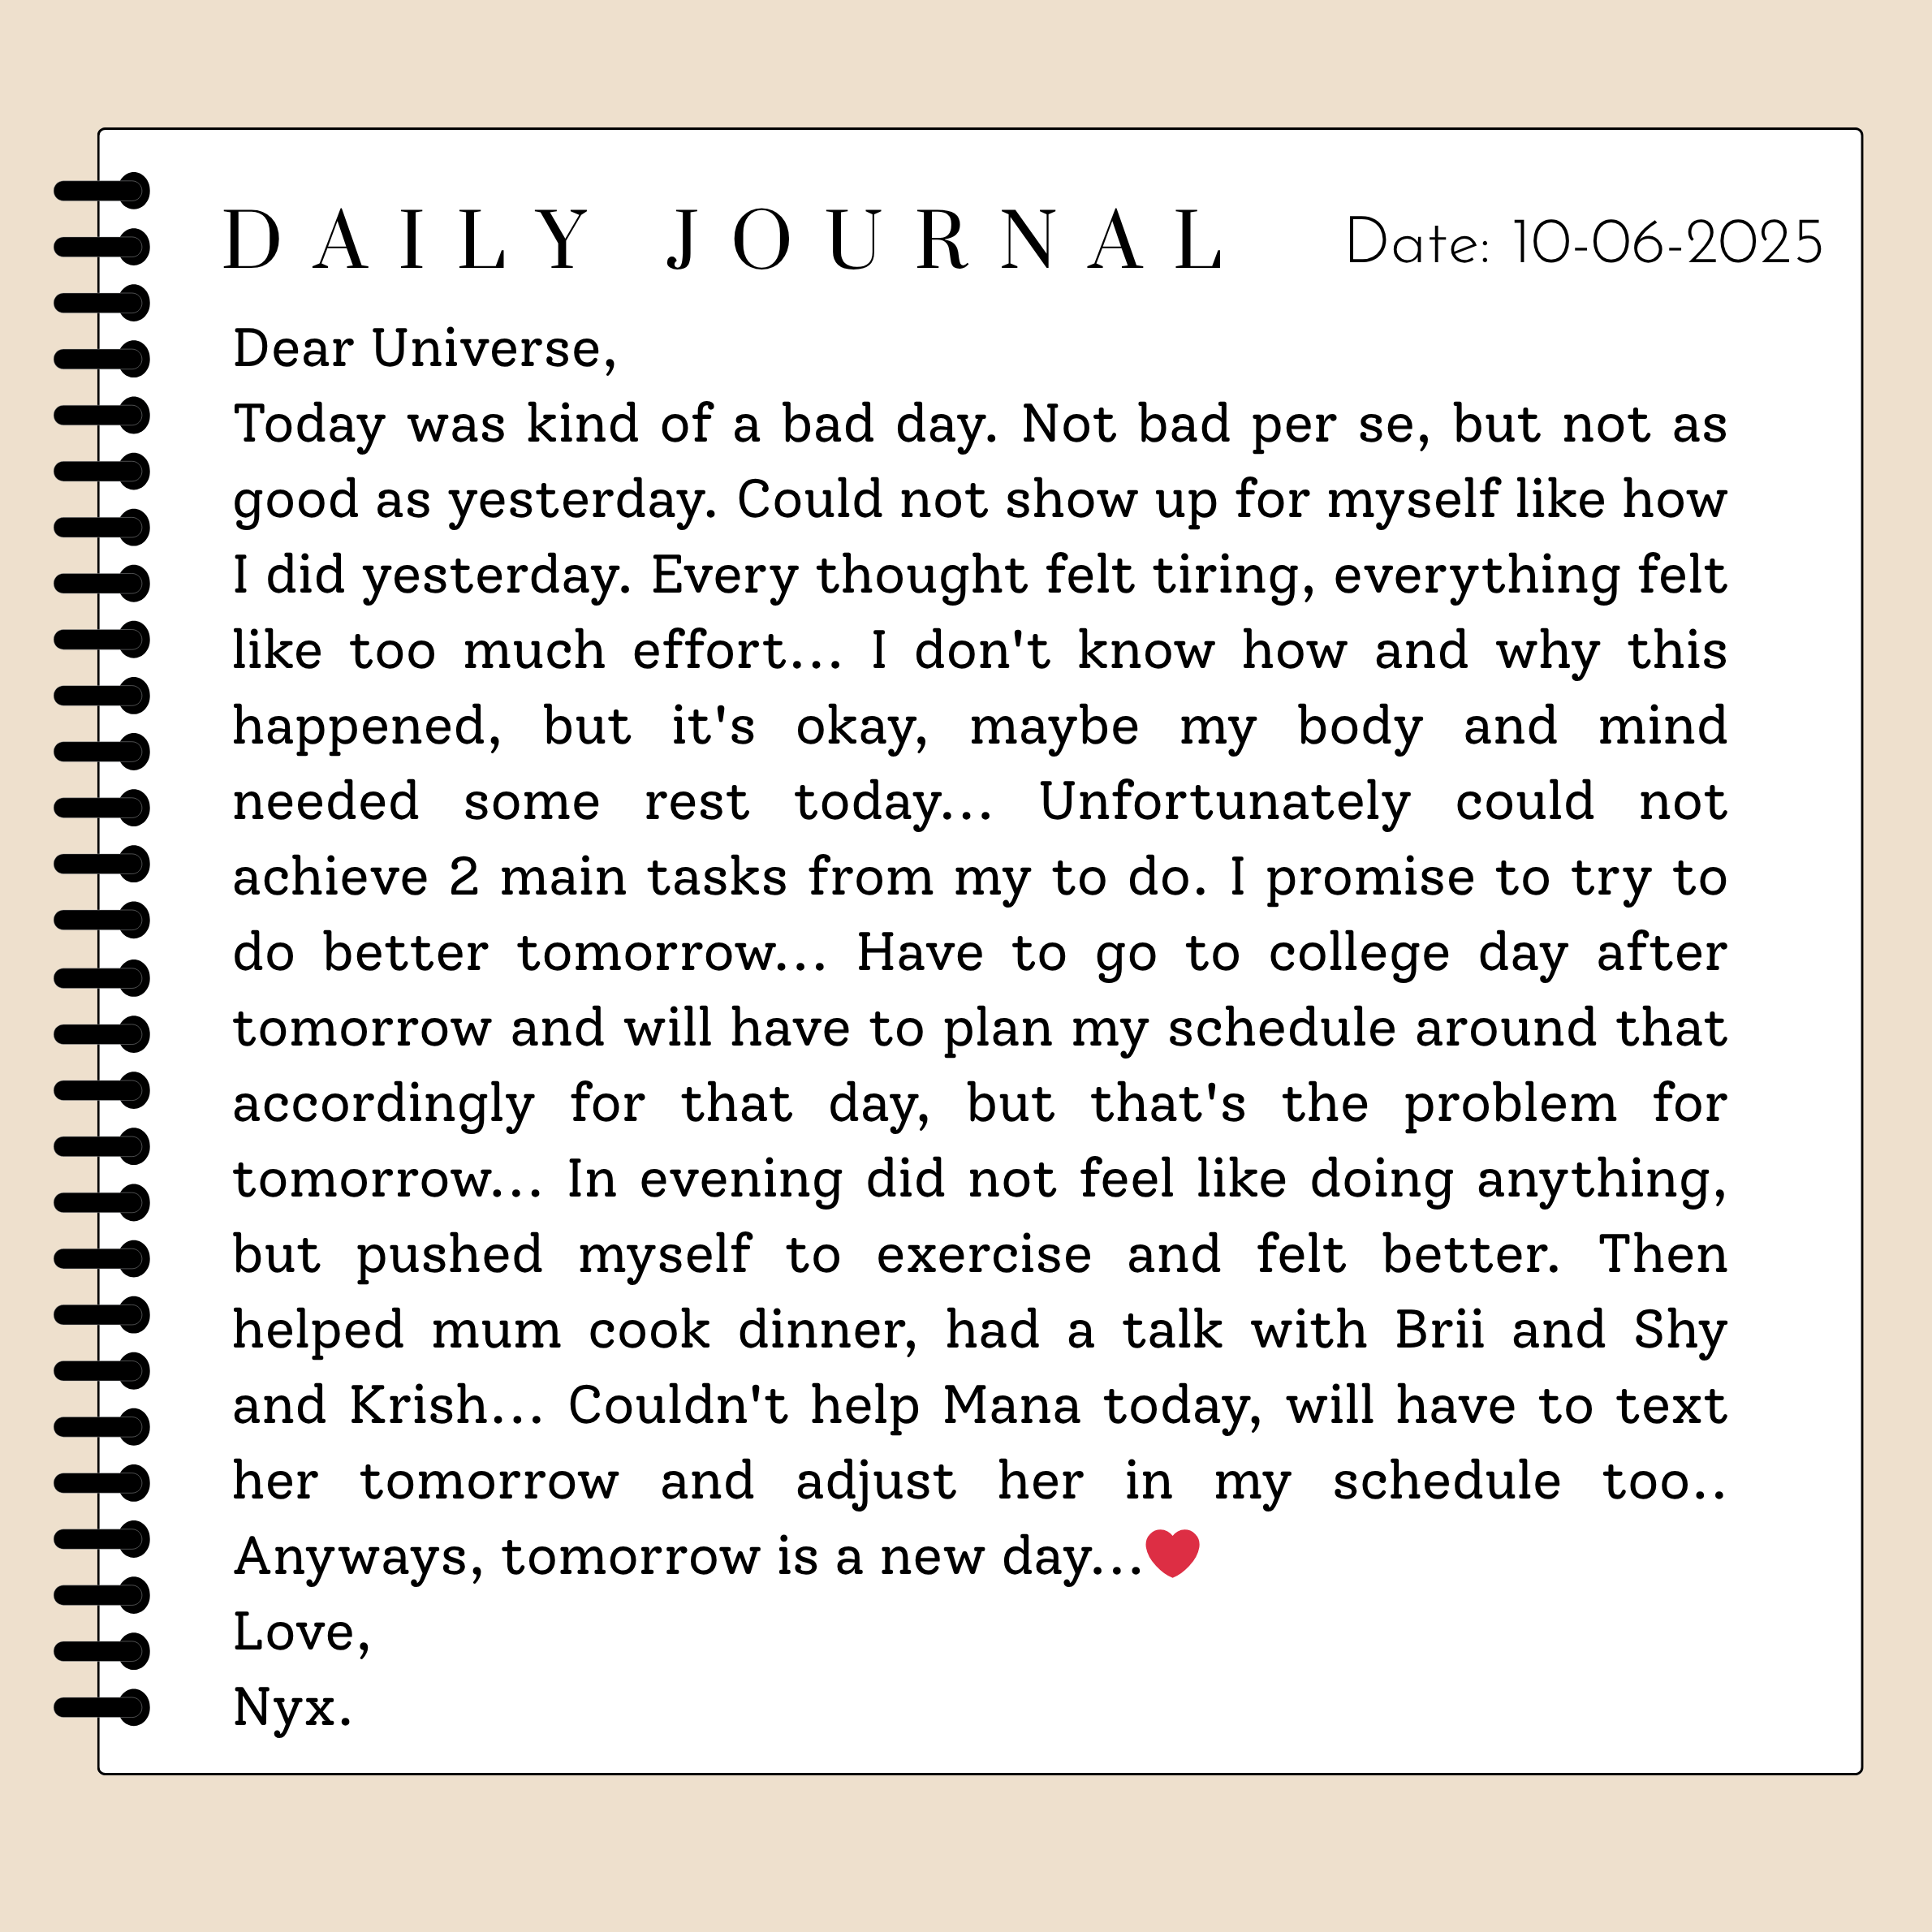 DAILY JOURNAL Date: 10-06-2025
Dear Universe,
Today was kind of a bad day. Not bad per se, but not as
good as yesterday. Could not show up for myself like how
I did yesterday. Every thought felt tiring, everything felt
like too much effort... I don't know how and why this
happened, but it's okay, maybe my body and mind
needed some rest today... Unfortunately could not
achieve 2 main tasks from my to do. I promise to try to
do better tomorrow... Have to go to college day after
tomorrow and will have to plan my schedule around that
accordingly for that day, but that's the problem for
tomorrow... In evening did not feel like doing anything,
but pushed myself to exercise and felt better. Then
helped mum cook dinner, had a talk with Brii and Shy
and Krish... Couldn't help Mana today, will have to text
her tomorrow and adjust her in my schedule too..
Anyways, tomorrow is a new day...❤️
Love,
Nyx.